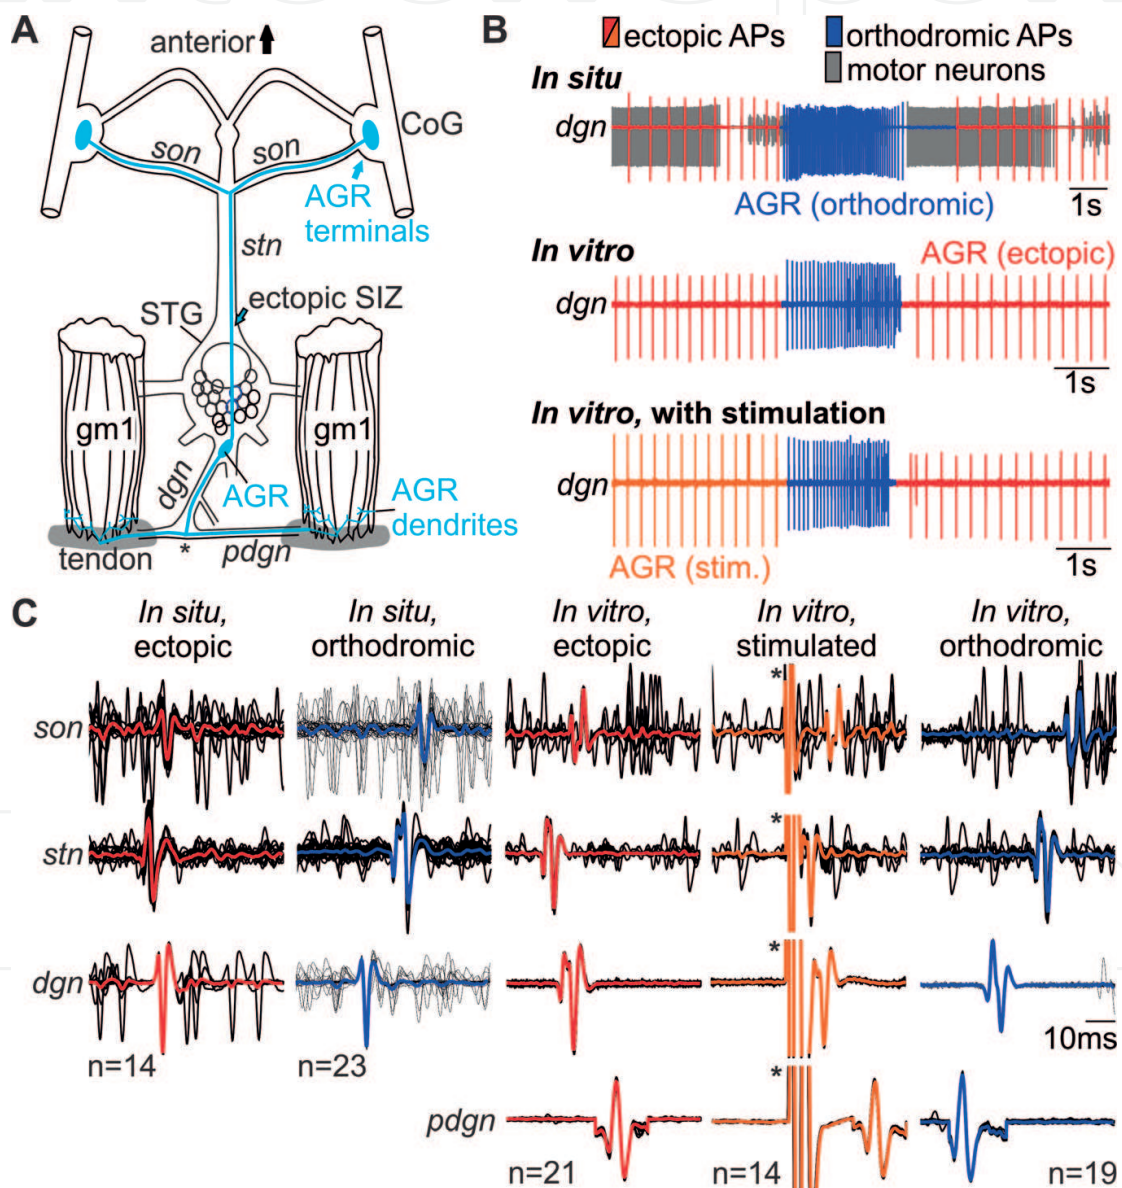 A
anterior
CoG
son
son
AGR
terminals
stn
ectopic SIZ
STG
gm1
gm1
dgn
AGR
AGR
dendrites
tendon
*
pdgn
B
ectopic APs
orthodromic APs
motor neurons
In situ
dgn
AGR (orthodromic)
1s
In vitro
AGR (ectopic)
dgn
1s
In vitro, with stimulation
dgn
AGR (stim.)
1s
C
In situ,
ectopic
In situ,
orthodromic
In vitro,
ectopic
In vitro,
stimulated
In vitro,
orthodromic
son
*
stn
*
dgn
*
10ms
n=14
n=23
pdgn
*
n=21
n=14
n=19